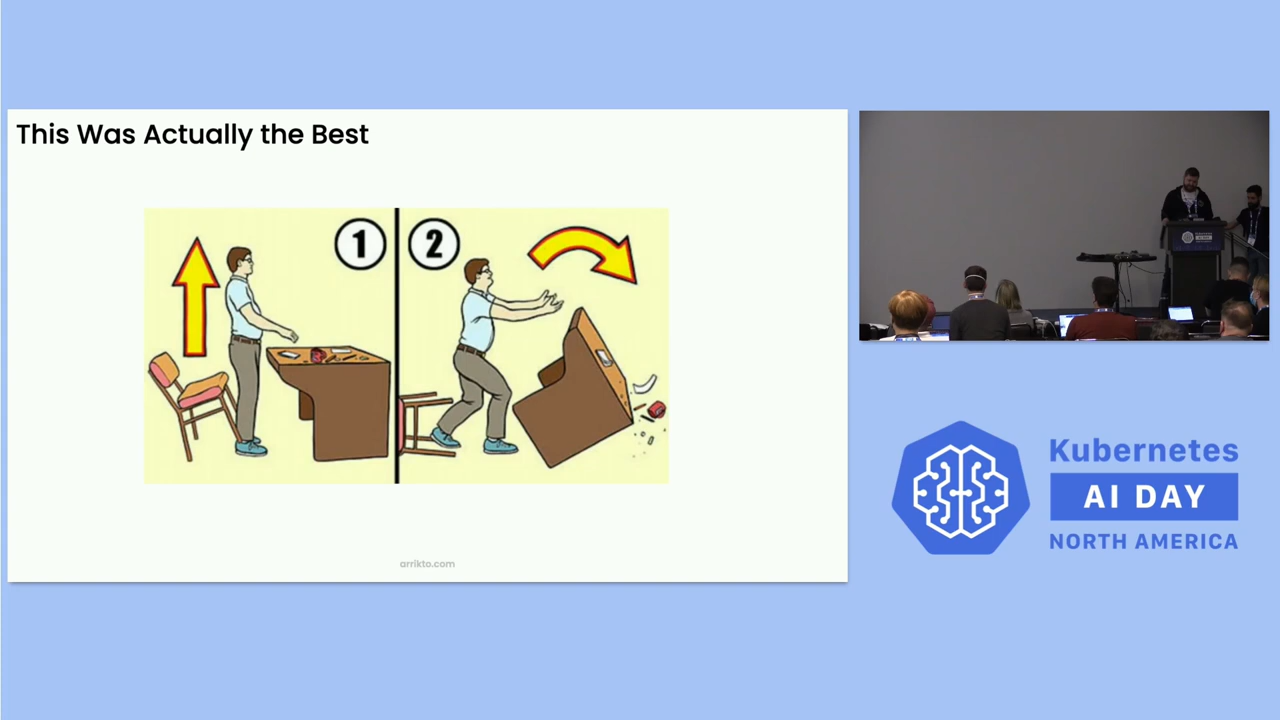 This Was Actually the Best
1
2
arrikto.com
Kubernetes
AI DAY
NORTH AMERICA